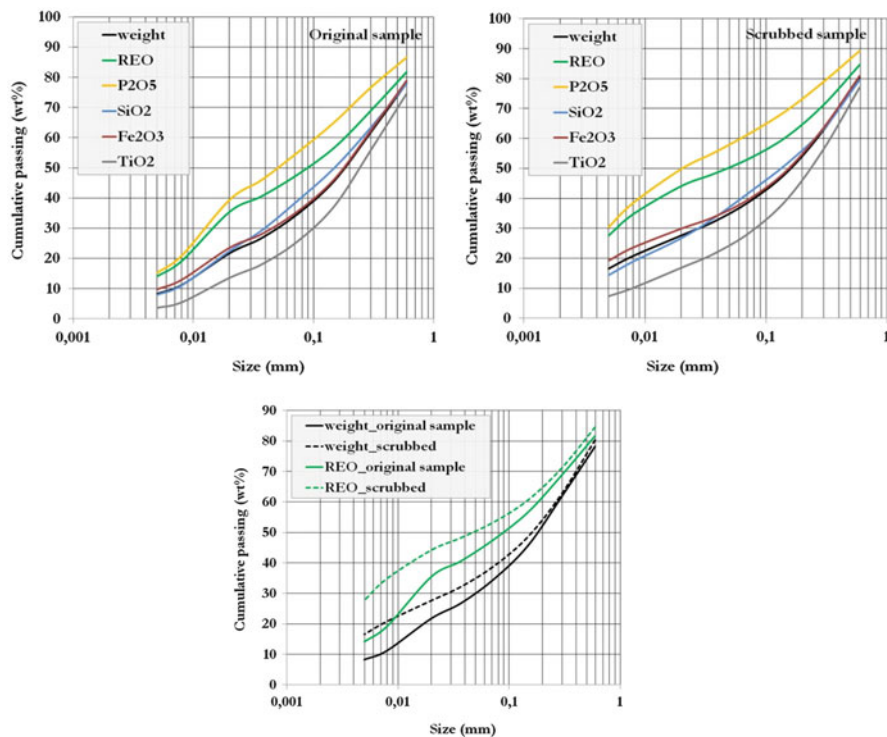 Original sample
weight
REO
P2O5
SiO2
Fe2O3
TiO2
Cumulative passing (wt%)
100
90
80
70
60
50
40
30
20
10
0
0,001
0,01
0,1
1
Size (mm)
Scrubbed sample
weight
REO
P2O5
SiO2
Fe2O3
TiO2
Cumulative passing (wt%)
100
90
80
70
60
50
40
30
20
10
0
0,001
0,01
0,1
1
Size (mm)
weight_original sample
weight_scrubbed
REO_original sample
REO_scrubbed
Cumulative passing (wt%)
90
80
70
60
50
40
30
20
10
0
0,001
0,01
0,1
1
Size (mm)